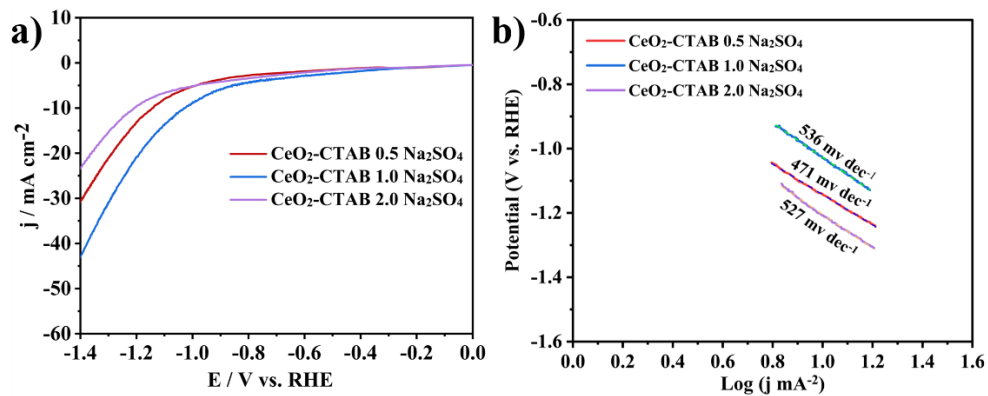 a)
10
0
-10
-20
-30
-40
-50
-60
j / mA cm⁻²
CeO₂-CTAB 0.5 Na₂SO₄
CeO₂-CTAB 1.0 Na₂SO₄
CeO₂-CTAB 2.0 Na₂SO₄
-1.4 -1.2 -1.0 -0.8 -0.6 -0.4 -0.2 0.0
E / V vs. RHE
b)
-0.6
-0.8
-1.0
-1.2
-1.4
-1.6
Potential (V vs. RHE)
CeO₂-CTAB 0.5 Na₂SO₄
CeO₂-CTAB 1.0 Na₂SO₄
CeO₂-CTAB 2.0 Na₂SO₄
536 mv dec⁻¹
471 mv dec⁻¹
527 mv dec⁻¹
0.0 0.2 0.4 0.6 0.8 1.0 1.2 1.4 1.6
Log (j mA⁻²)